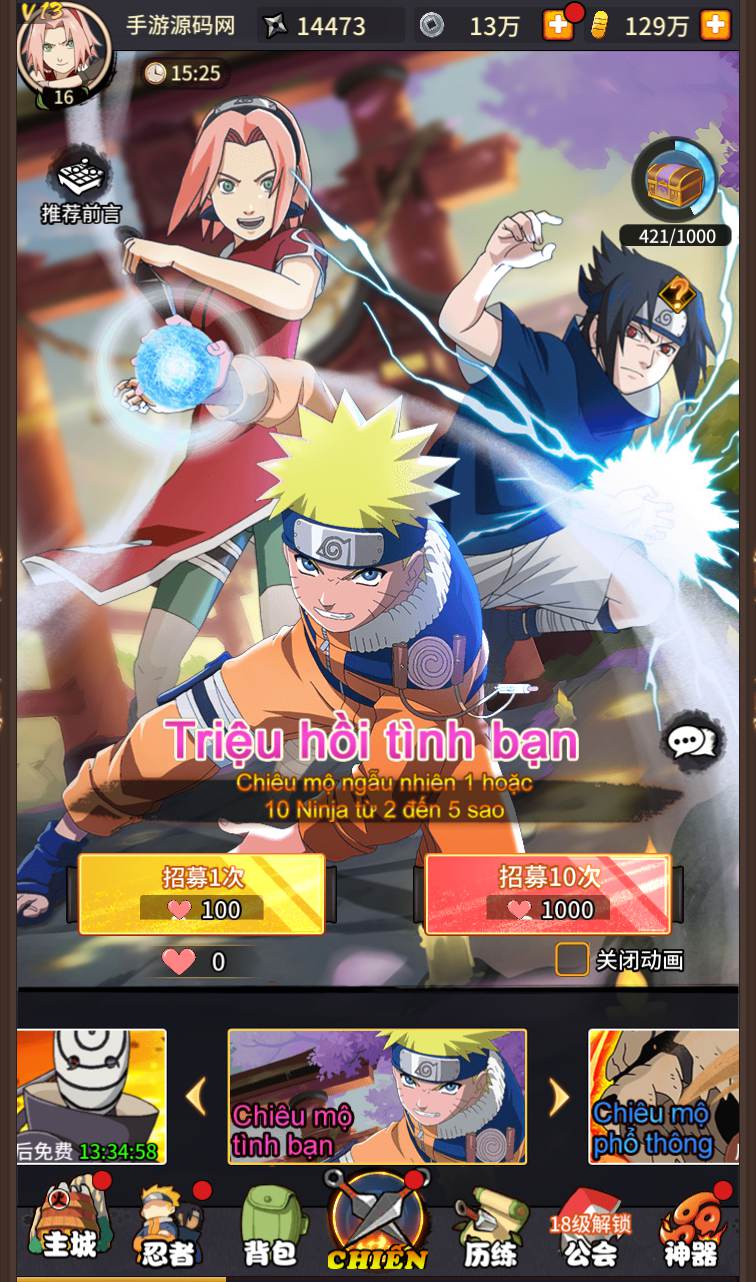 V13
手游源码网
14473
13万
129万
16
15:25
推荐前言
421/1000
Triệu hồi tình bạn
Chiêu mộ ngẫu nhiên 1 hoặc
10 Ninja từ 2 đến 5 sao
招募1次
100
招募10次
1000
0
关闭动画
后免费 13:34:58
Chiêu mộ
tình bạn
Chiêu mộ
phổ thông
主城
忍者
背包
CHIẾN
历练
18级解锁
公会
神器